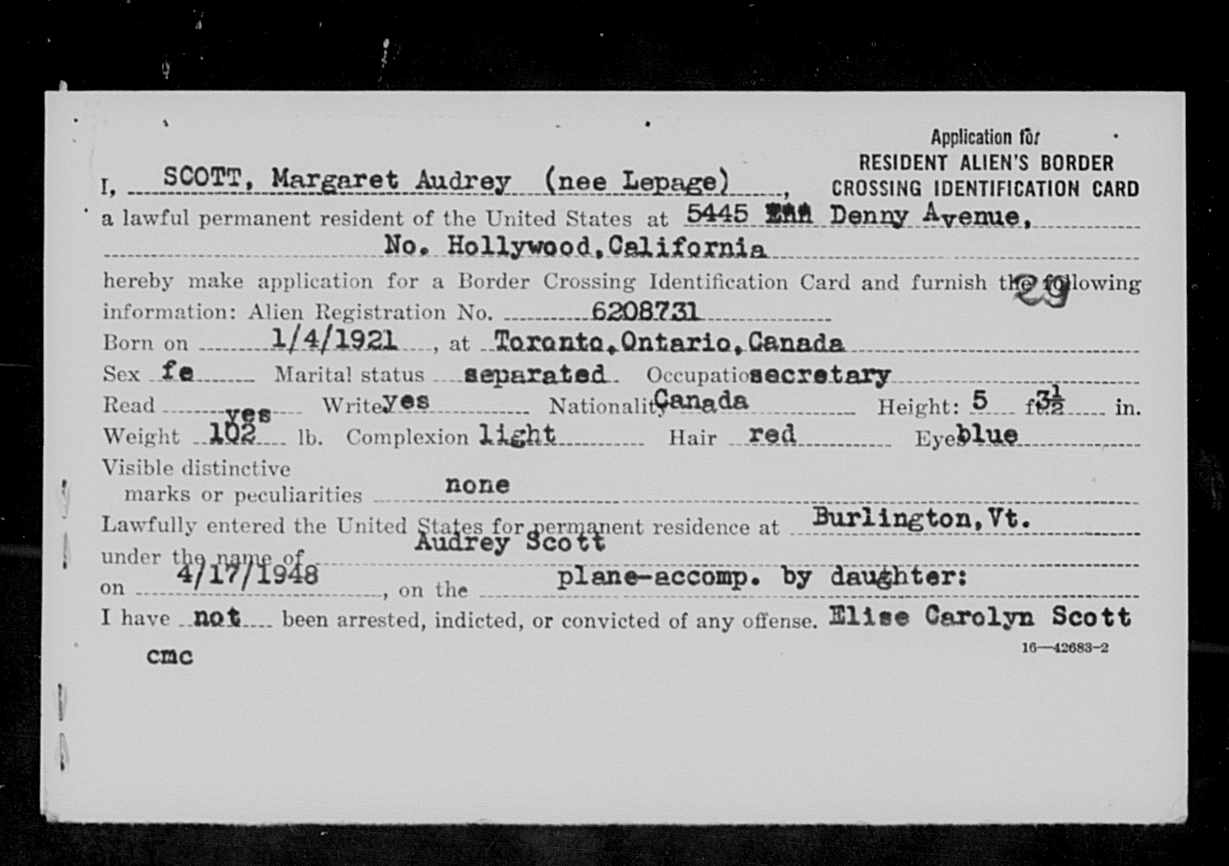 Application for
RESIDENT ALIEN'S BORDER
CROSSING IDENTIFICATION CARD
I, SCOTT, Margaret Audrey (nee Lepage),
a lawful permanent resident of the United States at 5445 Denny Avenue,
No. Hollywood, California
hereby make application for a Border Crossing Identification Card and furnish the following
29
information: Alien Registration No. 6208731
Born on 1/4/1921, at Toronto, Ontario, Canada
Sex fe Marital status separated Occupation secretary
Read yes Write yes Nationality Canada Height: 5 ft. 3½ in.
Weight 102 lb. Complexion light Hair red Eyes blue
Visible distinctive
marks or peculiarities none
Lawfully entered the United States for permanent residence at Burlington, Vt.
under the name of Audrey Scott
on 4/17/1948, on the plane-accomp. by daughter:
I have not been arrested, indicted, or convicted of any offense. Elise Carolyn Scott
cmc
16—42683-2